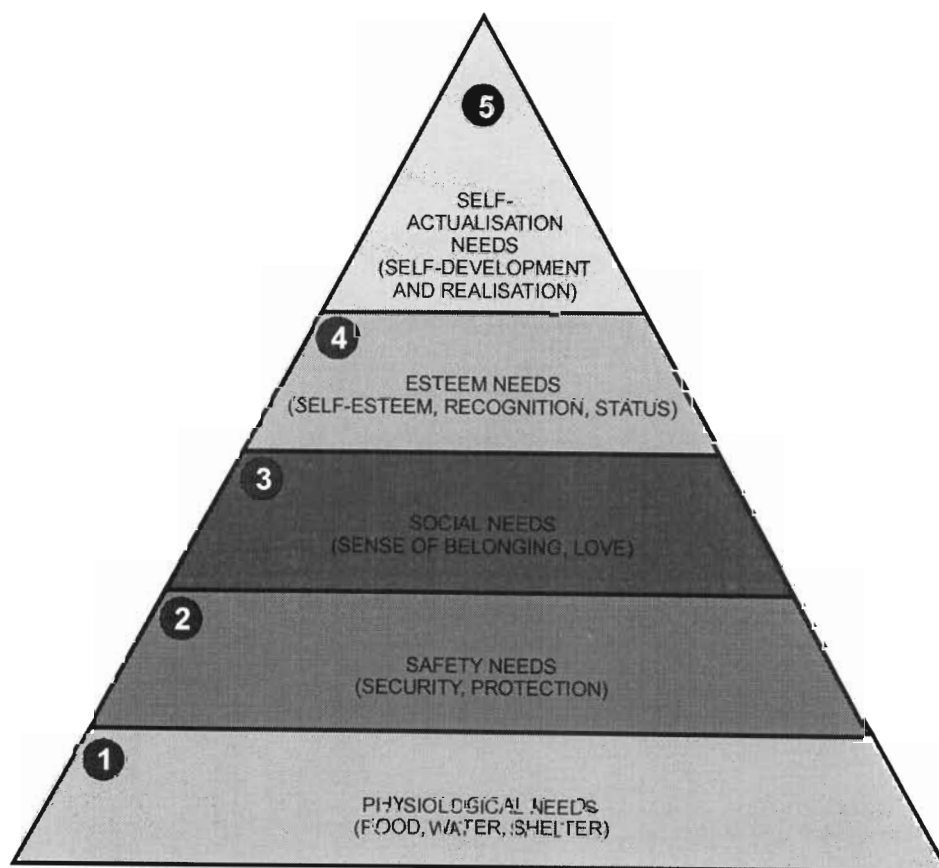 5
SELF-
ACTUALISATION
NEEDS
(SELF-DEVELOPMENT
AND REALISATION)
4
ESTEEM NEEDS
(SELF-ESTEEM, RECOGNITION, STATUS)
3
SOCIAL NEEDS
(SENSE OF BELONGING, LOVE)
2
SAFETY NEEDS
(SECURITY, PROTECTION)
1
PHYSIOLOGICAL NEEDS
(FOOD, WATER, SHELTER)